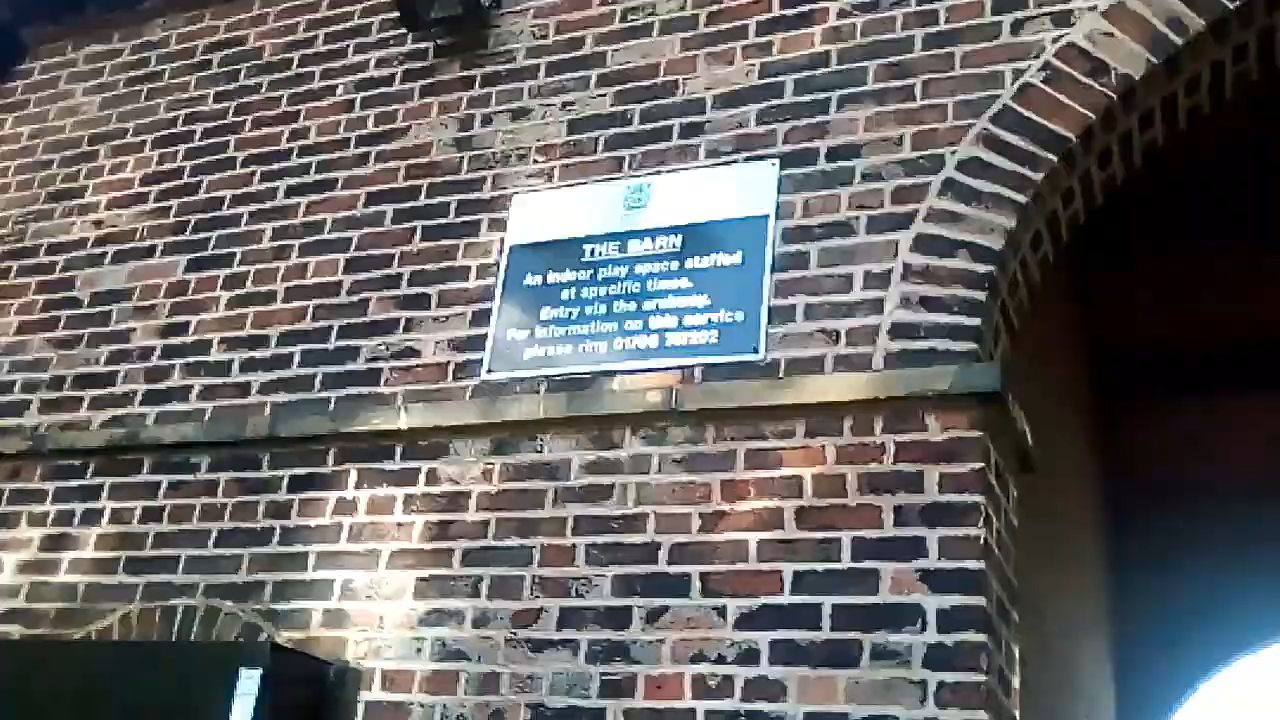 THE BARN
An indoor play space staffed
at specific times.
Entry via the archway.
For information on this service
please ring